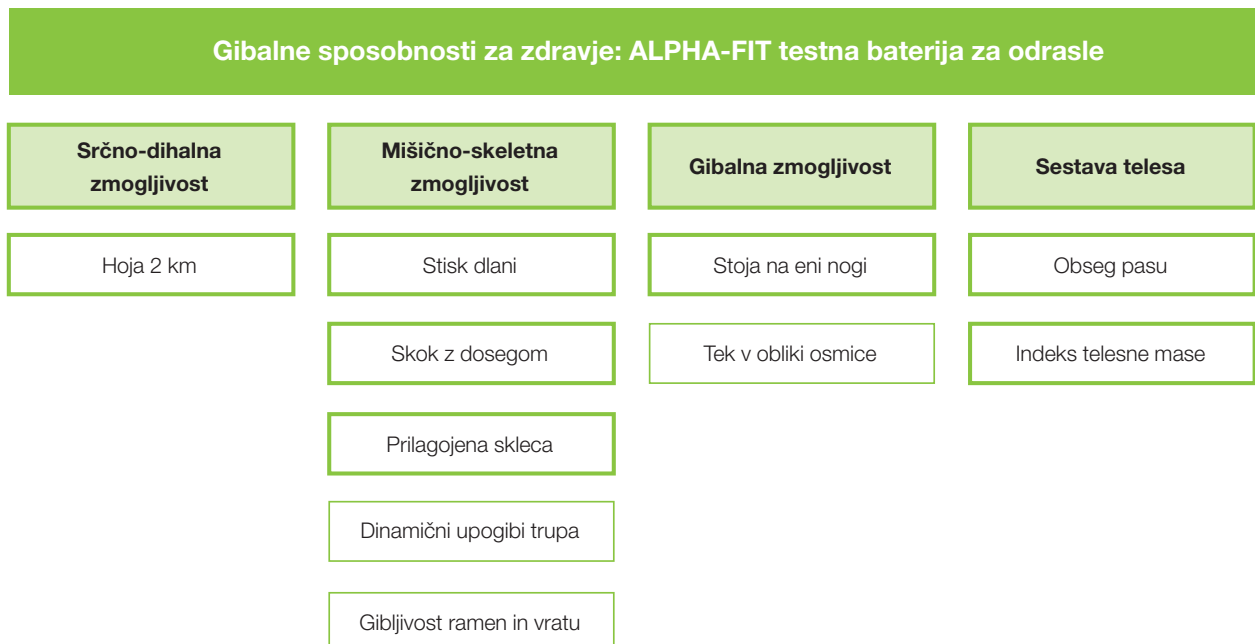 Gibalne sposobnosti za zdravje: ALPHA-FIT testna baterija za odrasle
Srčno-dihalna
zmogljivost
Mišično-skeletna
zmogljivost
Gibalna zmogljivost
Sestava telesa
Hoja 2 km
Stisk dlani
Stoja na eni nogi
Obseg pasu
Skok z dosegom
Tek v obliki osmice
Indeks telesne mase
Prilagojena skleca
Dinamični upogibi trupa
Gibljivost ramen in vratu